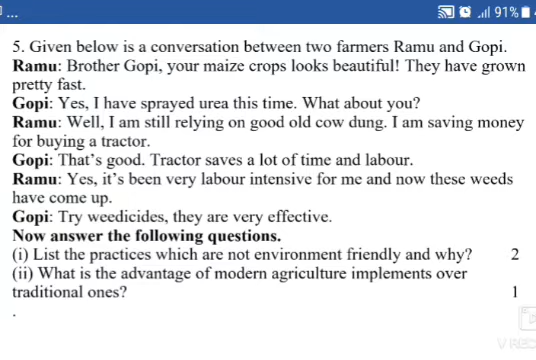 ... 91%
5. Given below is a conversation between two farmers Ramu and Gopi.
Ramu: Brother Gopi, your maize crops looks beautiful! They have grown
pretty fast.
Gopi: Yes, I have sprayed urea this time. What about you?
Ramu: Well, I am still relying on good old cow dung. I am saving money
for buying a tractor.
Gopi: That's good. Tractor saves a lot of time and labour.
Ramu: Yes, it's been very labour intensive for me and now these weeds
have come up.
Gopi: Try weedicides, they are very effective.
Now answer the following questions.
(i) List the practices which are not environment friendly and why? 2
(ii) What is the advantage of modern agriculture implements over
traditional ones? 1
.
V REC